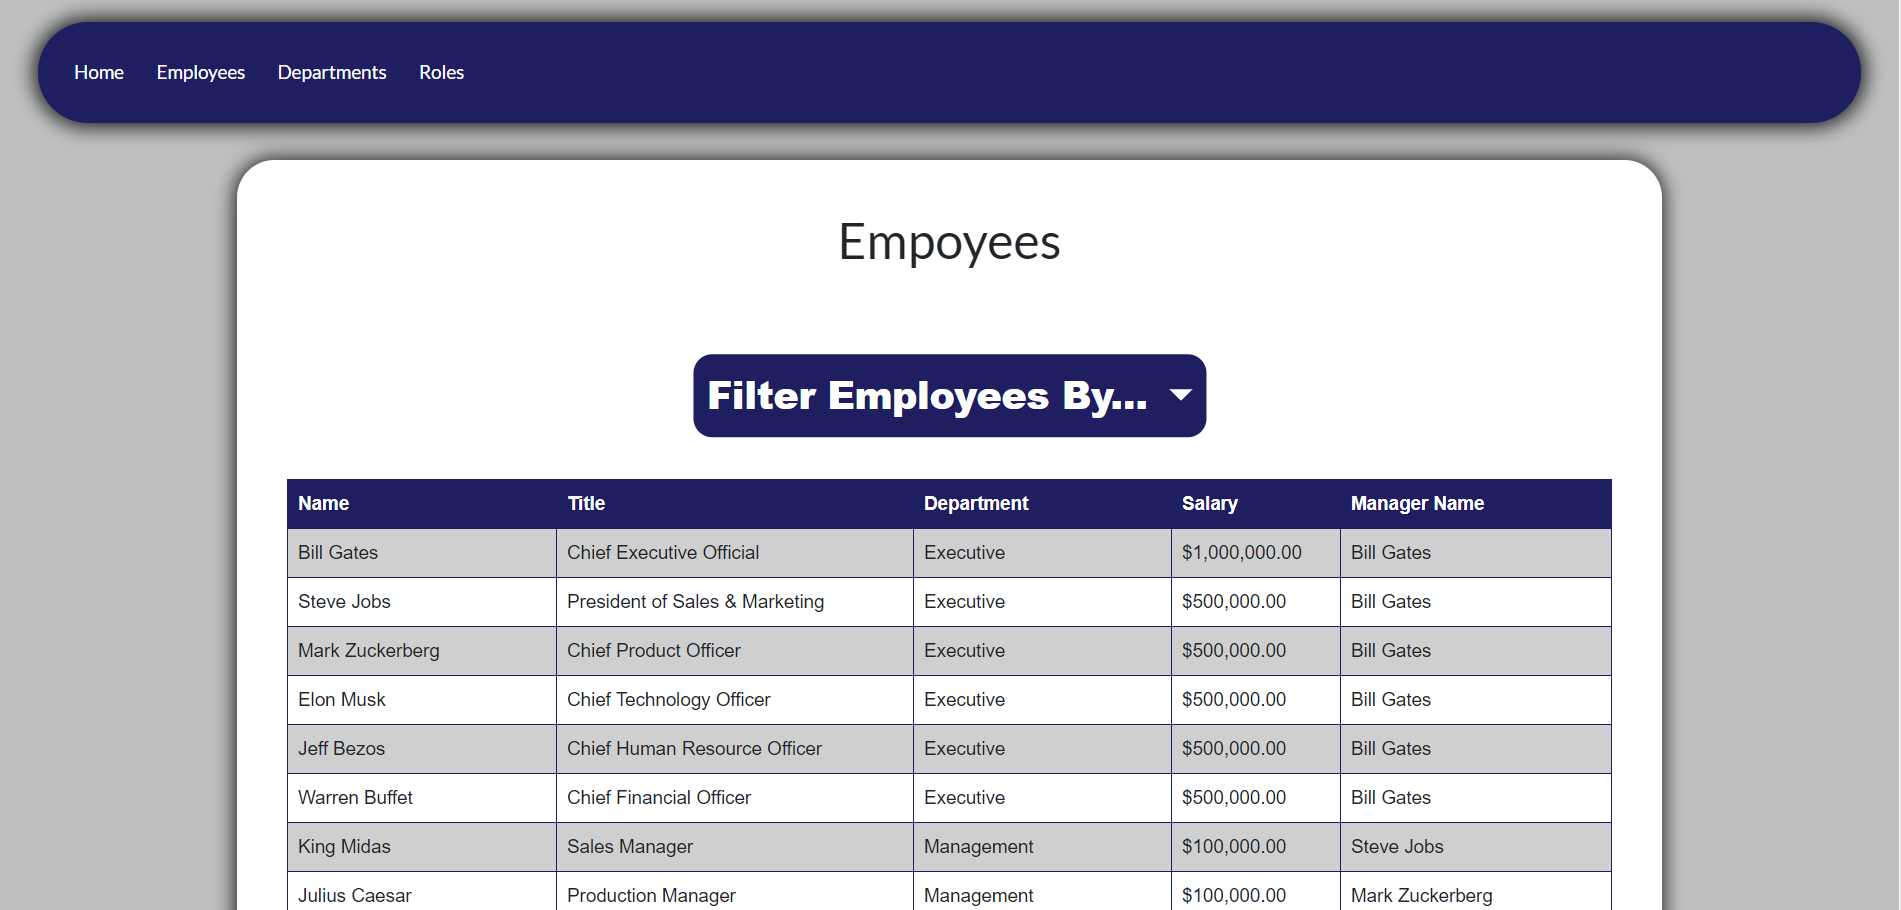 Home Employees Departments Roles
Empoyees
Filter Employees By...
Name Title Department Salary Manager Name
Bill Gates Chief Executive Official Executive $1,000,000.00 Bill Gates
Steve Jobs President of Sales & Marketing Executive $500,000.00 Bill Gates
Mark Zuckerberg Chief Product Officer Executive $500,000.00 Bill Gates
Elon Musk Chief Technology Officer Executive $500,000.00 Bill Gates
Jeff Bezos Chief Human Resource Officer Executive $500,000.00 Bill Gates
Warren Buffet Chief Financial Officer Executive $500,000.00 Bill Gates
King Midas Sales Manager Management $100,000.00 Steve Jobs
Julius Caesar Production Manager Management $100,000.00 Mark Zuckerberg